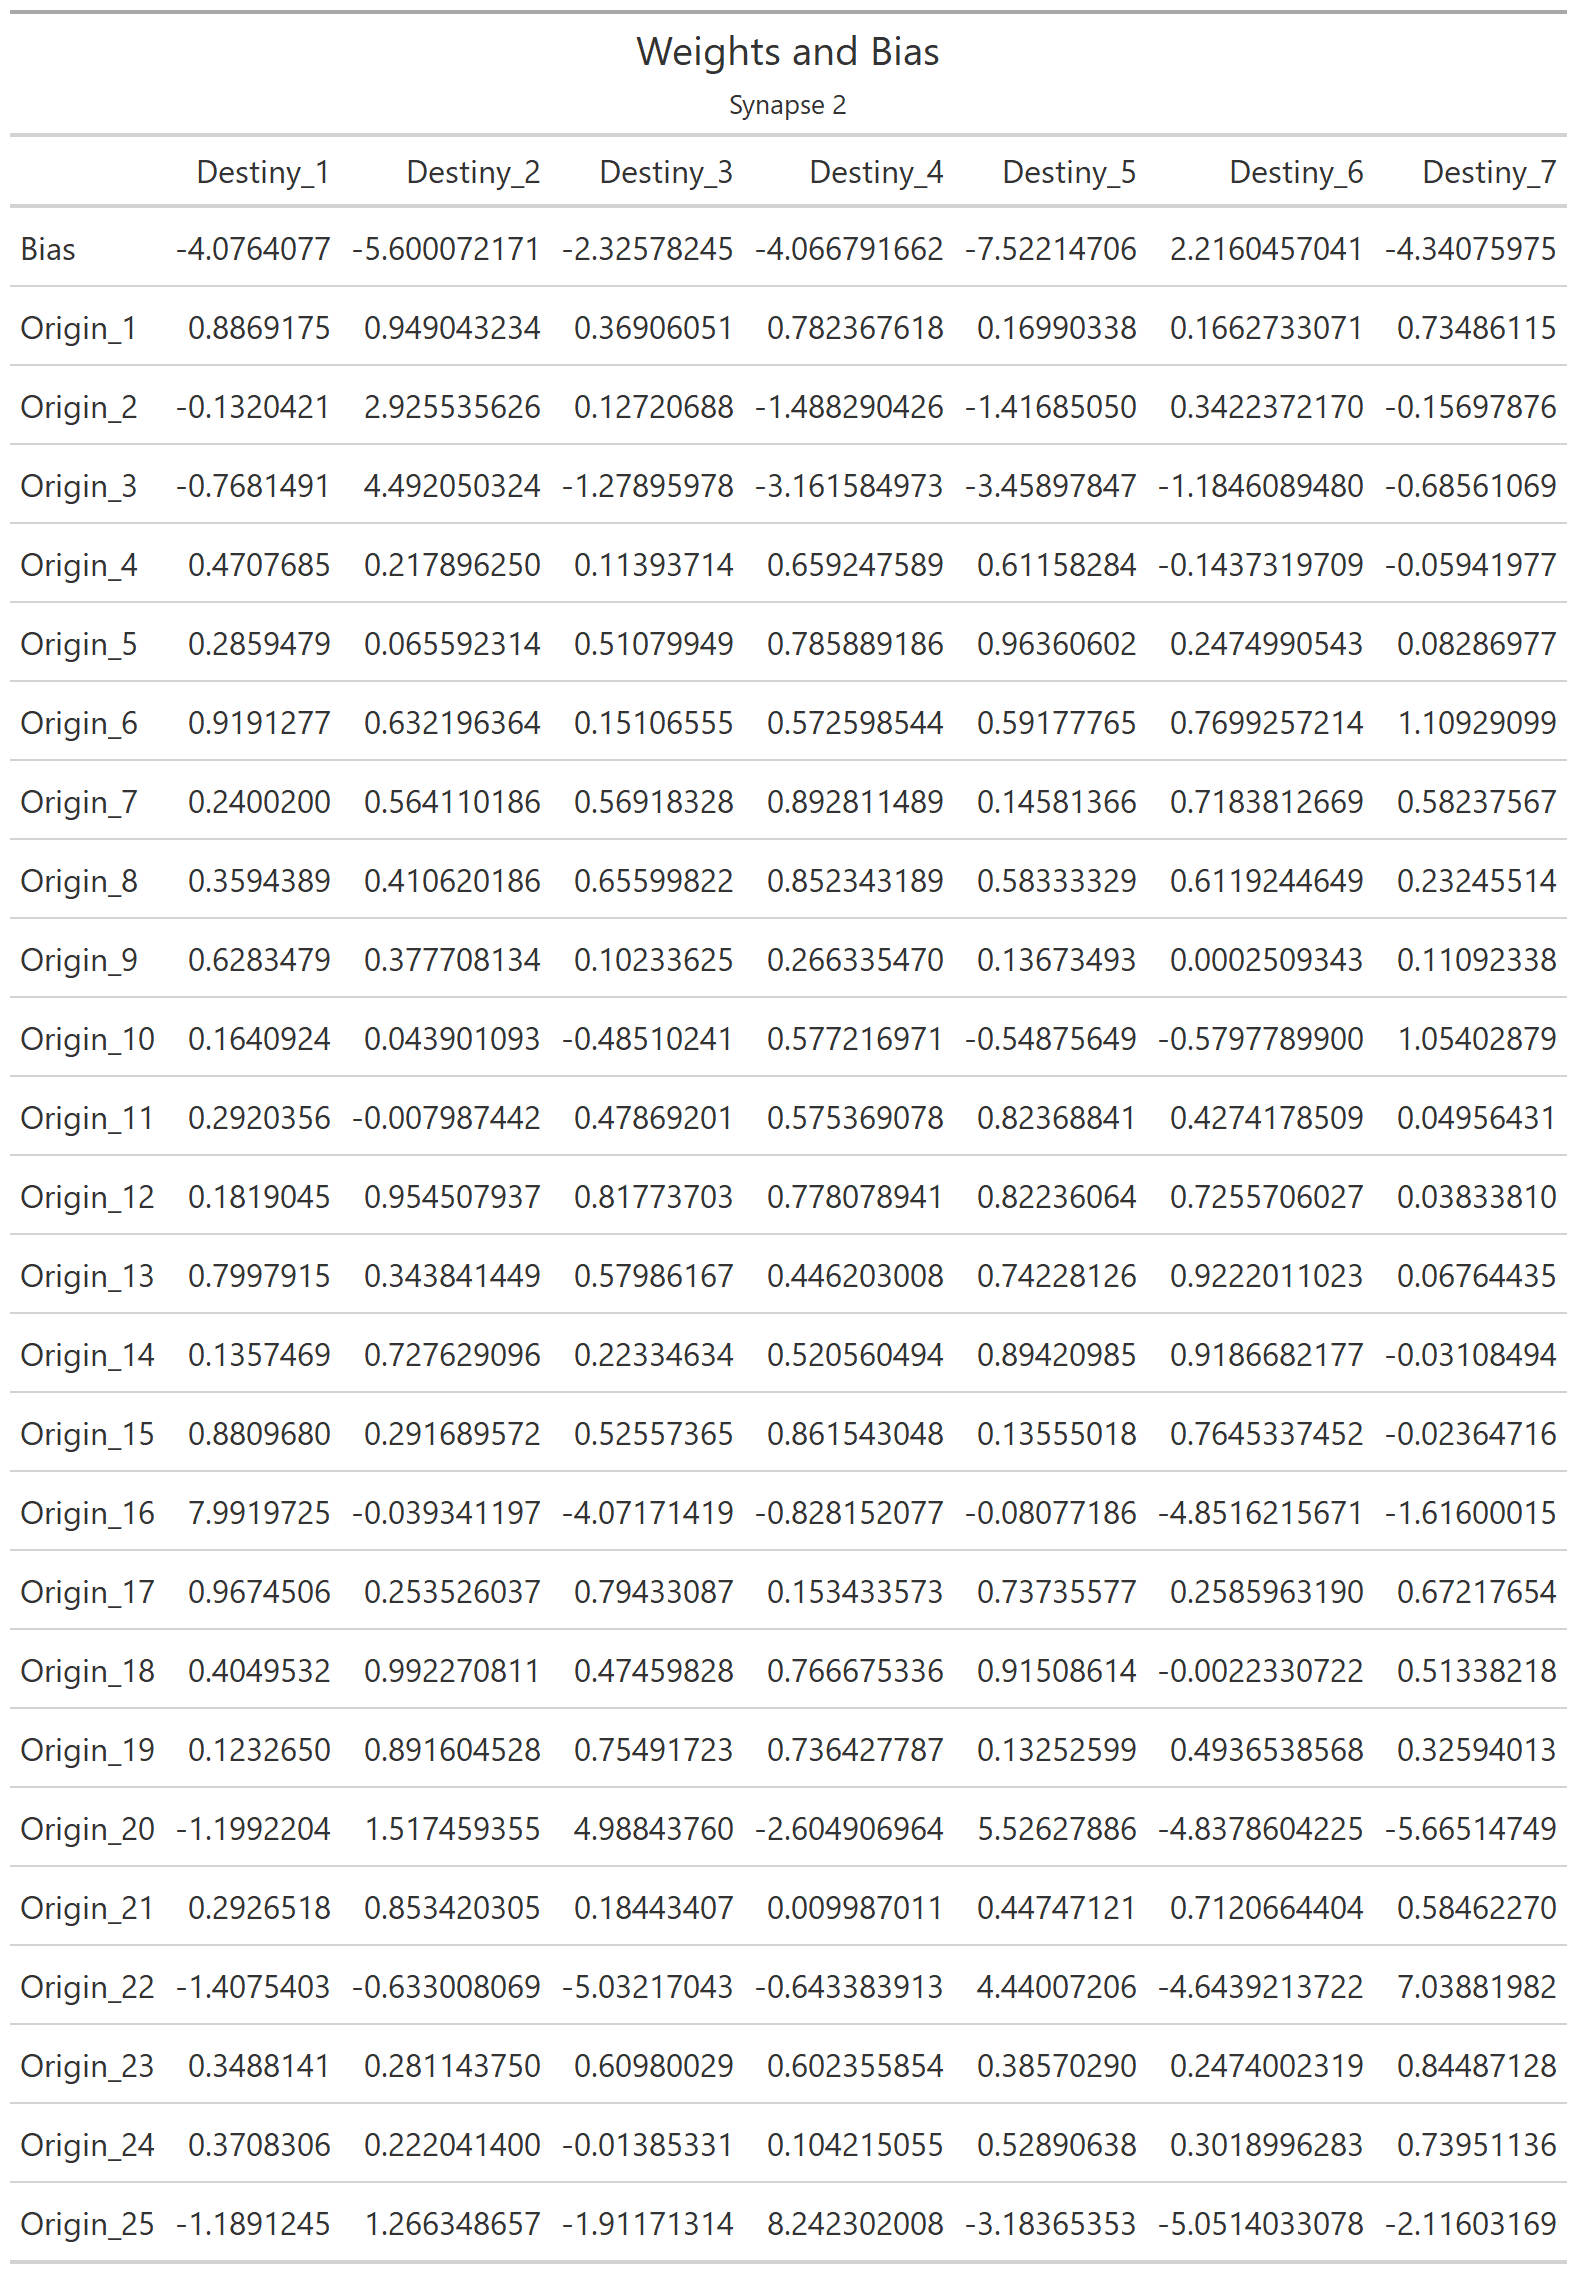 Weights and Bias
Synapse 2
Destiny_1 Destiny_2 Destiny_3 Destiny_4 Destiny_5 Destiny_6 Destiny_7
Bias -4.0764077 -5.600072171 -2.32578245 -4.066791662 -7.52214706 2.2160457041 -4.34075975
Origin_1 0.8869175 0.949043234 0.36906051 0.782367618 0.16990338 0.1662733071 0.73486115
Origin_2 -0.1320421 2.925535626 0.12720688 -1.488290426 -1.41685050 0.3422372170 -0.15697876
Origin_3 -0.7681491 4.492050324 -1.27895978 -3.161584973 -3.45897847 -1.1846089480 -0.68561069
Origin_4 0.4707685 0.217896250 0.11393714 0.659247589 0.61158284 -0.1437319709 -0.05941977
Origin_5 0.2859479 0.065592314 0.51079949 0.785889186 0.96360602 0.2474990543 0.08286977
Origin_6 0.9191277 0.632196364 0.15106555 0.572598544 0.59177765 0.7699257214 1.10929099
Origin_7 0.2400200 0.564110186 0.56918328 0.892811489 0.14581366 0.7183812669 0.58237567
Origin_8 0.3594389 0.410620186 0.65599822 0.852343189 0.58333329 0.6119244649 0.23245514
Origin_9 0.6283479 0.377708134 0.10233625 0.266335470 0.13673493 0.0002509343 0.11092338
Origin_10 0.1640924 0.043901093 -0.48510241 0.577216971 -0.54875649 -0.5797789900 1.05402879
Origin_11 0.2920356 -0.007987442 0.47869201 0.575369078 0.82368841 0.4274178509 0.04956431
Origin_12 0.1819045 0.954507937 0.81773703 0.778078941 0.82236064 0.7255706027 0.03833810
Origin_13 0.7997915 0.343841449 0.57986167 0.446203008 0.74228126 0.9222011023 0.06764435
Origin_14 0.1357469 0.727629096 0.22334634 0.520560494 0.89420985 0.9186682177 -0.03108494
Origin_15 0.8809680 0.291689572 0.52557365 0.861543048 0.13555018 0.7645337452 -0.02364716
Origin_16 7.9919725 -0.039341197 -4.07171419 -0.828152077 -0.08077186 -4.8516215671 -1.61600015
Origin_17 0.9674506 0.253526037 0.79433087 0.153433573 0.73735577 0.2585963190 0.67217654
Origin_18 0.4049532 0.992270811 0.47459828 0.766675336 0.91508614 -0.0022330722 0.51338218
Origin_19 0.1232650 0.891604528 0.75491723 0.736427787 0.13252599 0.4936538568 0.32594013
Origin_20 -1.1992204 1.517459355 4.98843760 -2.604906964 5.52627886 -4.8378604225 -5.66514749
Origin_21 0.2926518 0.853420305 0.18443407 0.009987011 0.44747121 0.7120664404 0.58462270
Origin_22 -1.4075403 -0.633008069 -5.03217043 -0.643383913 4.44007206 -4.6439213722 7.03881982
Origin_23 0.3488141 0.281143750 0.60980029 0.602355854 0.38570290 0.2474002319 0.84487128
Origin_24 0.3708306 0.222041400 -0.01385331 0.104215055 0.52890638 0.3018996283 0.73951136
Origin_25 -1.1891245 1.266348657 -1.91171314 8.242302008 -3.18365353 -5.0514033078 -2.11603169